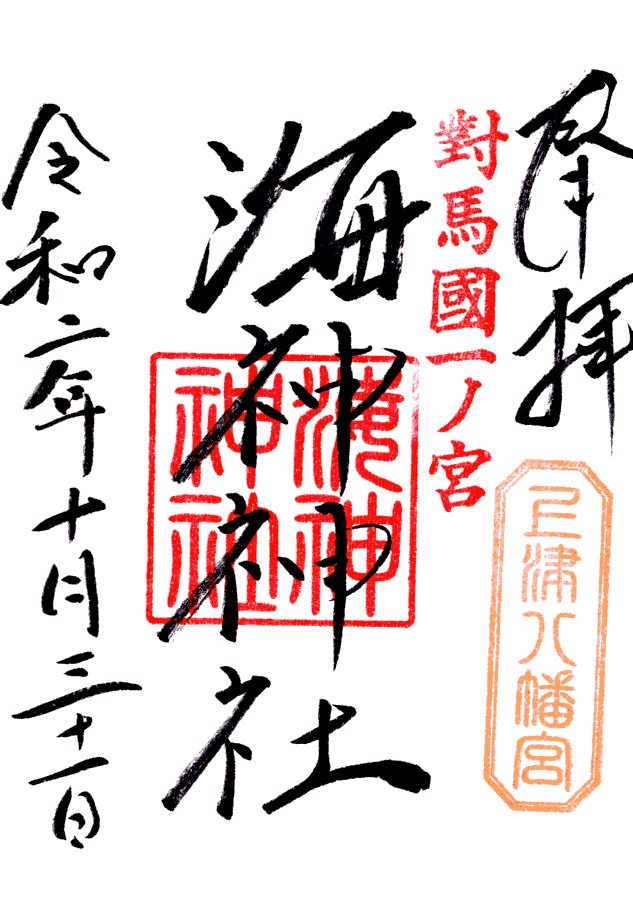 奉拝
上津八幡宮
對馬國一ノ宮
海神神社
海神
神社
令和二年十月三十一日